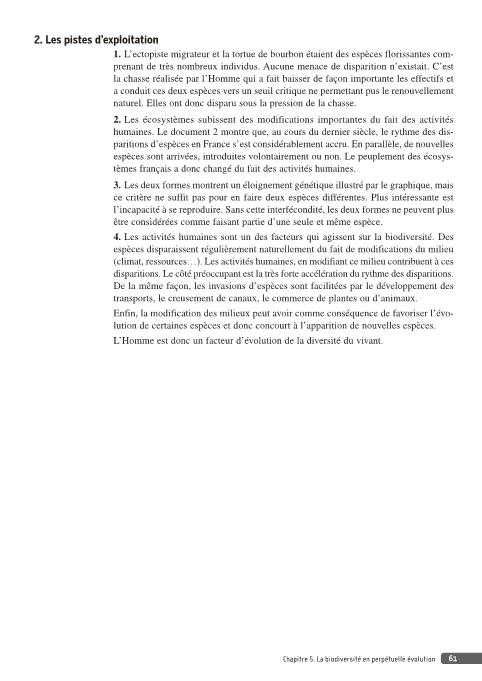 2. Les pistes d'exploitation
1. L'ectopiste migrateur et la tortue de bourbon étaient des espèces florissantes com-
prenant de très nombreux individus. Aucune menace de disparition n'existait. C'est
la chasse réalisée par l'Homme qui a fait baisser de façon importante les effectifs et
a conduit ces deux espèces vers un seuil critique ne permettant pas le renouvellement
naturel. Elles ont donc disparu sous la pression de la chasse.
2. Les écosystèmes subissent des modifications importantes du fait des activités
humaines. Le document 2 montre que, au cours du dernier siècle, le rythme des dis-
paritions d'espèces en France s'est considérablement accru. En parallèle, de nouvelles
espèces sont arrivées, introduites volontairement ou non. Le peuplement des écosys-
tèmes français a donc changé du fait des activités humaines.
3. Les deux formes montrent un éloignement génétique illustré par le graphique, mais
ce critère ne suffit pas pour en faire deux espèces différentes. Plus intéressante est
l'incapacité à se reproduire. Sans cette interfécondité, les deux formes ne peuvent plus
être considérées comme faisant partie d'une seule et même espèce.
4. Les activités humaines sont un des facteurs qui agissent sur la biodiversité. Des
espèces disparaissent régulièrement naturellement du fait de modifications du milieu
(climat, ressources…). Les activités humaines, en modifiant ce milieu contribuent à ces
disparitions. Le côté préoccupant est la très forte accélération du rythme des disparitions.
De la même façon, les invasions d'espèces sont facilitées par le développement des
transports, le creusement de canaux, le commerce de plantes ou d'animaux.
Enfin, la modification des milieux peut avoir comme conséquence de favoriser l'évo-
lution de certaines espèces et donc concourt à l'apparition de nouvelles espèces.
L'Homme est donc un facteur d'évolution de la diversité du vivant.
Chapitre 5. La biodiversité en perpétuelle évolution 61